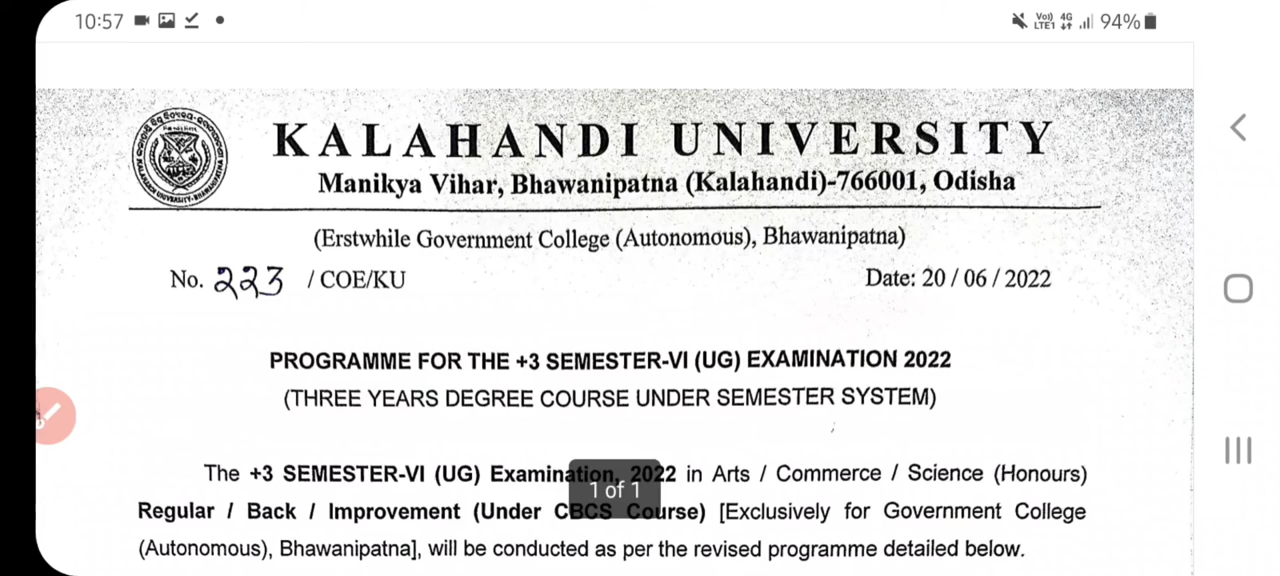 10:57
Vo)) 4G
LTE1 94%
KALAHANDI UNIVERSITY
Manikya Vihar, Bhawanipatna (Kalahandi)-766001, Odisha
(Erstwhile Government College (Autonomous), Bhawanipatna)
No. 223 / COE/KU Date: 20 / 06 / 2022
PROGRAMME FOR THE +3 SEMESTER-VI (UG) EXAMINATION 2022
(THREE YEARS DEGREE COURSE UNDER SEMESTER SYSTEM)
The +3 SEMESTER-VI (UG) Examination, 2022 in Arts / Commerce / Science (Honours)
1 of 1
Regular / Back / Improvement (Under CBCS Course) [Exclusively for Government College
(Autonomous), Bhawanipatna], will be conducted as per the revised programme detailed below.